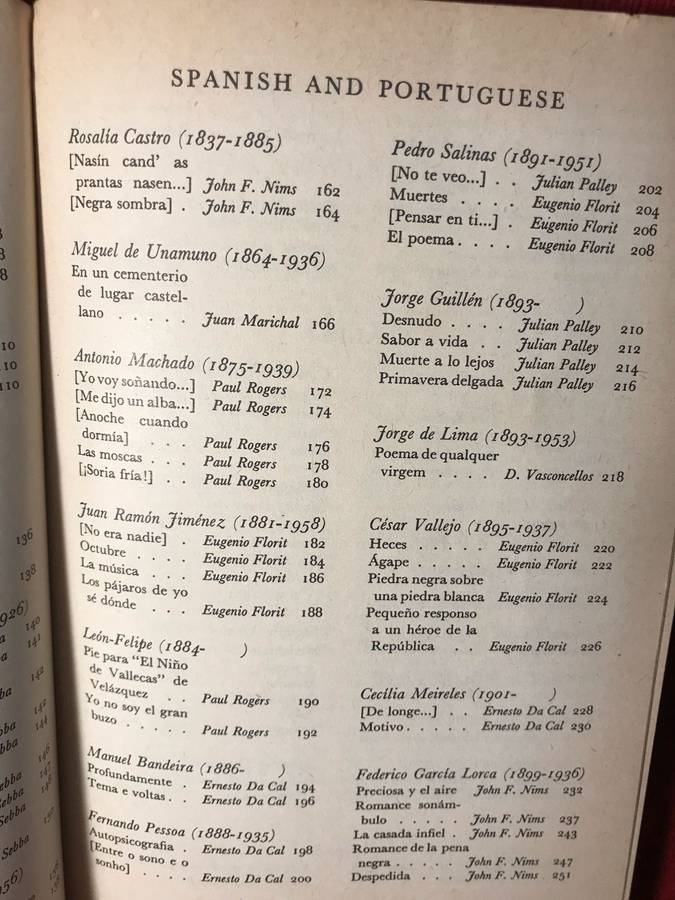 SPANISH AND PORTUGUESE
Rosalía Castro (1837-1885)
[Nasín cand' as
prantas nasen...] John F. Nims 162
[Negra sombra] . John F. Nims 164
Miguel de Unamuno (1864-1936)
En un cementerio
de lugar castel-
lano . . . . . Juan Marichal 166
Antonio Machado (1875-1939)
[Yo voy soñando...] Paul Rogers 172
[Me dijo un alba...] Paul Rogers 174
[Anoche cuando
dormía] . . . Paul Rogers 176
Las moscas . . . Paul Rogers 178
[¡Soria fría!] . . Paul Rogers 180
Juan Ramón Jiménez (1881-1958)
[No era nadie] . Eugenio Florit 182
Octubre . . . . Eugenio Florit 184
La música . . . Eugenio Florit 186
Los pájaros de yo
sé dónde . . . Eugenio Florit 188
León-Felipe (1884- )
Pie para "El Niño
de Vallecas" de
Velázquez . . Paul Rogers 190
Yo no soy el gran
buzo . . . . . Paul Rogers 192
Manuel Bandeira (1886- )
Profundamente . Ernesto Da Cal 194
Tema e voltas . . Ernesto Da Cal 196
Fernando Pessoa (1888-1935)
Autopsicografia . Ernesto Da Cal 198
[Entre o sono e o
sonho] . . . . Ernesto Da Cal 200
Pedro Salinas (1891-1951)
[No te veo...] . . Julian Palley 202
Muertes . . . . Eugenio Florit 204
[Pensar en ti...] . Eugenio Florit 206
El poema . . . . Eugenio Florit 208
Jorge Guillén (1893- )
Desnudo . . . . Julian Palley 210
Sabor a vida . . Julian Palley 212
Muerte a lo lejos Julian Palley 214
Primavera delgada Julian Palley 216
Jorge de Lima (1893-1953)
Poema de qualquer
virgem . . . . D. Vasconcellos 218
César Vallejo (1895-1937)
Heces . . . . . Eugenio Florit 220
Ágape . . . . . Eugenio Florit 222
Piedra negra sobre
una piedra blanca Eugenio Florit 224
Pequeño responso
a un héroe de la
República . . Eugenio Florit 226
Cecília Meireles (1901- )
[De longe...] . . Ernesto Da Cal 228
Motivo . . . . . Ernesto Da Cal 230
Federico García Lorca (1899-1936)
Preciosa y el aire John F. Nims 232
Romance sonám-
bulo . . . . . John F. Nims 237
La casada infiel . John F. Nims 243
Romance de la pena
negra . . . . . John F. Nims 247
Despedida . . . John F. Nims 251